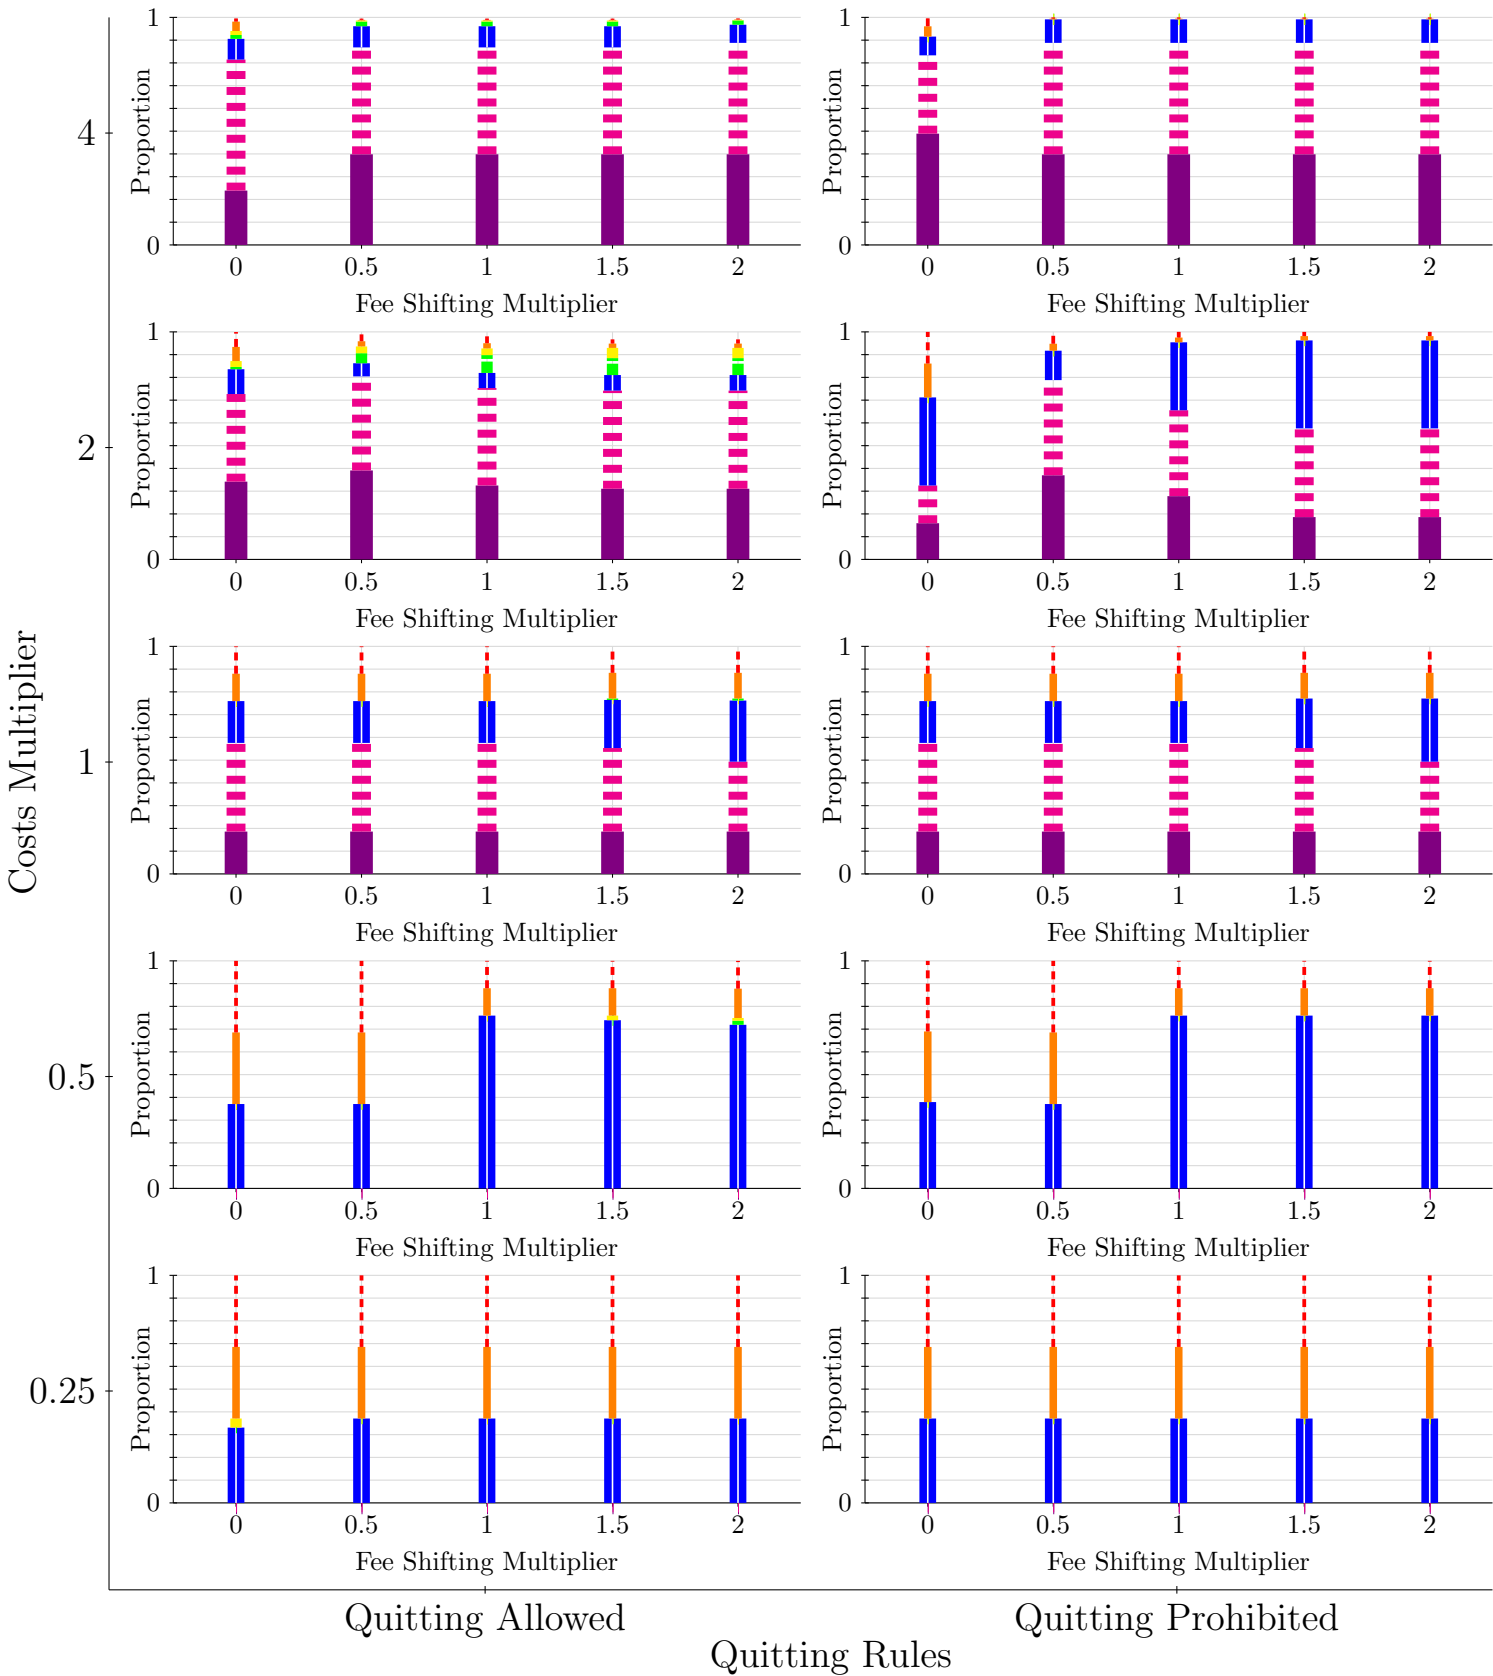 Costs Multiplier
4
Proportion
1
0
0 0.5 1 1.5 2
Fee Shifting Multiplier
Proportion
1
0
0 0.5 1 1.5 2
Fee Shifting Multiplier
2
Proportion
1
0
0 0.5 1 1.5 2
Fee Shifting Multiplier
Proportion
1
0
0 0.5 1 1.5 2
Fee Shifting Multiplier
1
Proportion
1
0
0 0.5 1 1.5 2
Fee Shifting Multiplier
Proportion
1
0
0 0.5 1 1.5 2
Fee Shifting Multiplier
0.5
Proportion
1
0
0 0.5 1 1.5 2
Fee Shifting Multiplier
Proportion
1
0
0 0.5 1 1.5 2
Fee Shifting Multiplier
0.25
Proportion
1
0
0 0.5 1 1.5 2
Fee Shifting Multiplier
Proportion
1
0
0 0.5 1 1.5 2
Fee Shifting Multiplier
Quitting Allowed
Quitting Prohibited
Quitting Rules